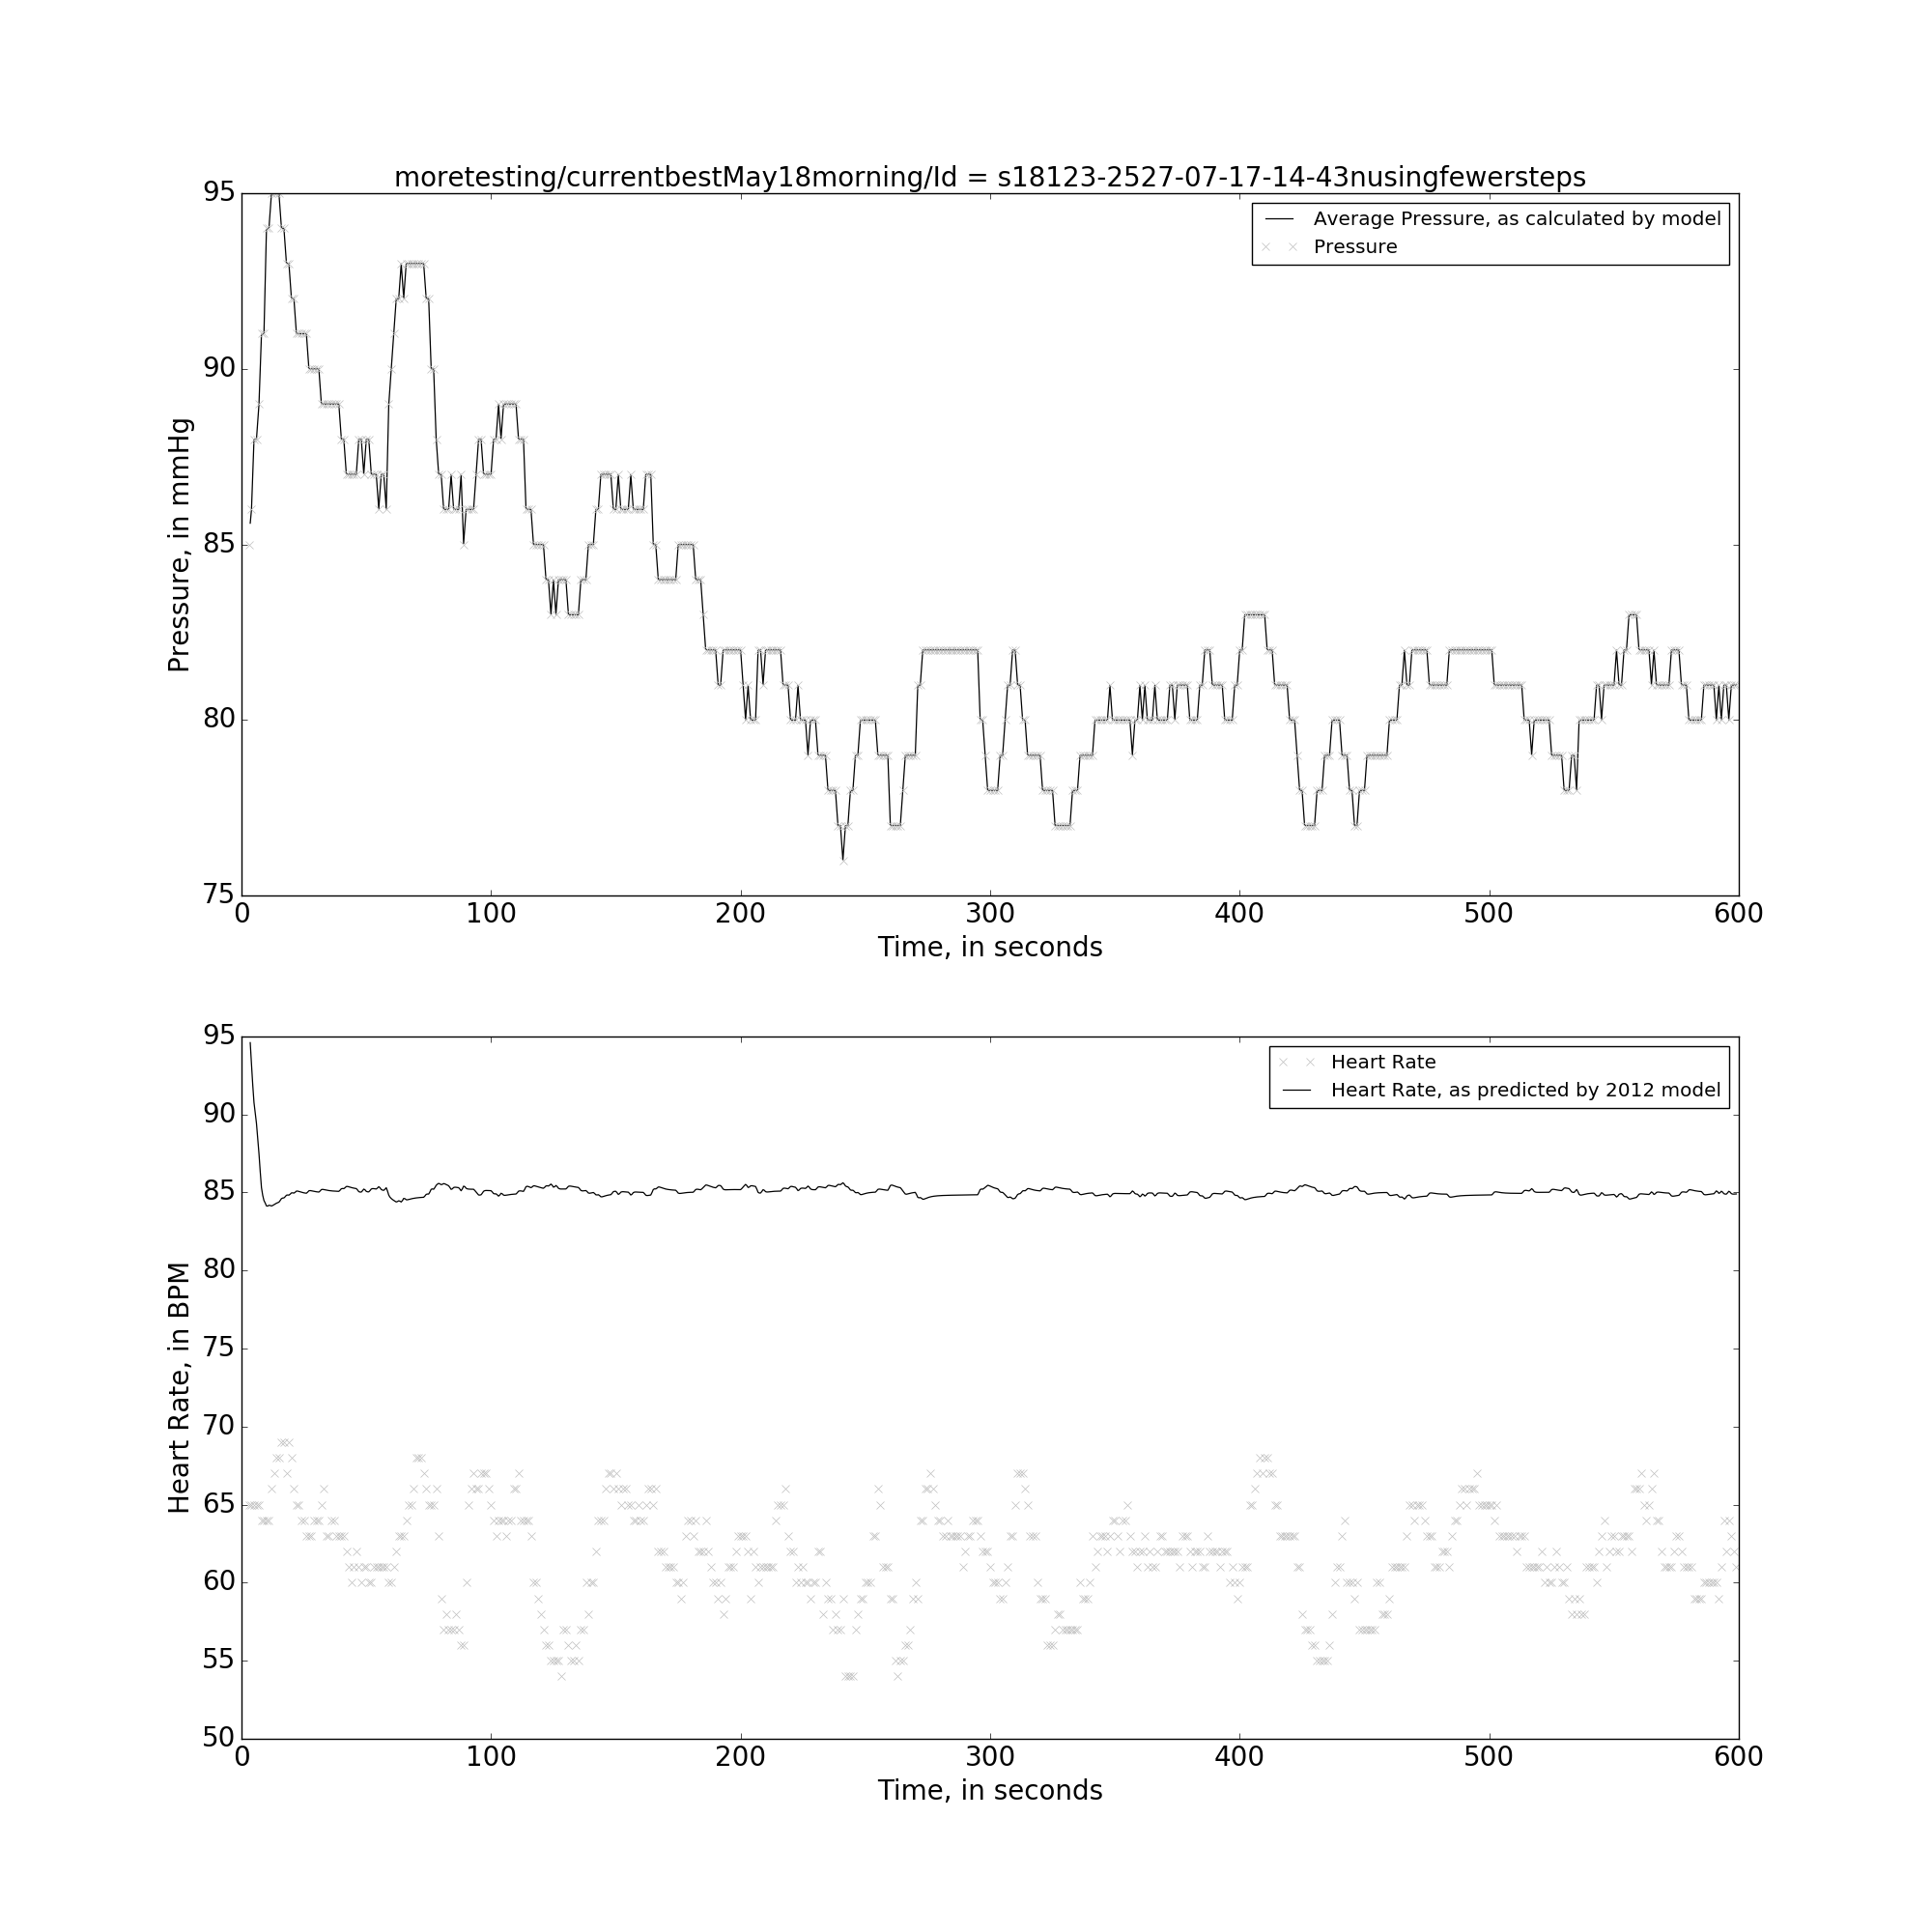 moretesting/currentbestMay18morning/Id = s18123-2527-07-17-14-43nusingfewersteps
Average Pressure, as calculated by model
Pressure
Pressure, in mmHg
95
90
85
80
75
0 100 200 300 400 500 600
Time, in seconds
Heart Rate
Heart Rate, as predicted by 2012 model
Heart Rate, in BPM
95
90
85
80
75
70
65
60
55
50
0 100 200 300 400 500 600
Time, in seconds